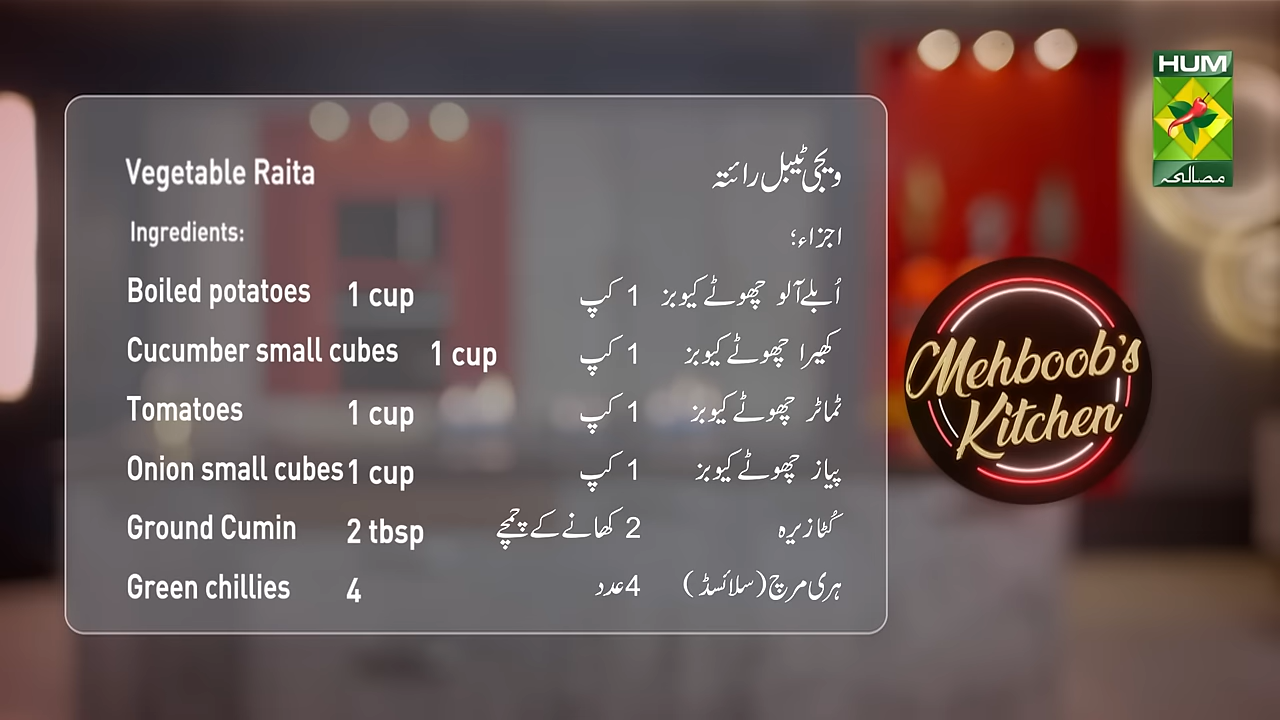 HUM
مصالحہ
Vegetable Raita ویجی ٹیبل رائتہ
Ingredients: اجزاء؛
Boiled potatoes 1 cup اُبلے آلو چھوٹے کیوبز 1 کپ
Cucumber small cubes 1 cup کھیرا چھوٹے کیوبز 1 کپ
Tomatoes 1 cup ٹماٹر چھوٹے کیوبز 1 کپ
Onion small cubes 1 cup پیاز چھوٹے کیوبز 1 کپ
Ground Cumin 2 tbsp کُٹا زیرہ 2 کھانے کے چمچے
Green chillies 4 ہری مرچ (سلائسڈ) 4 عدد
Mehboob's
Kitchen